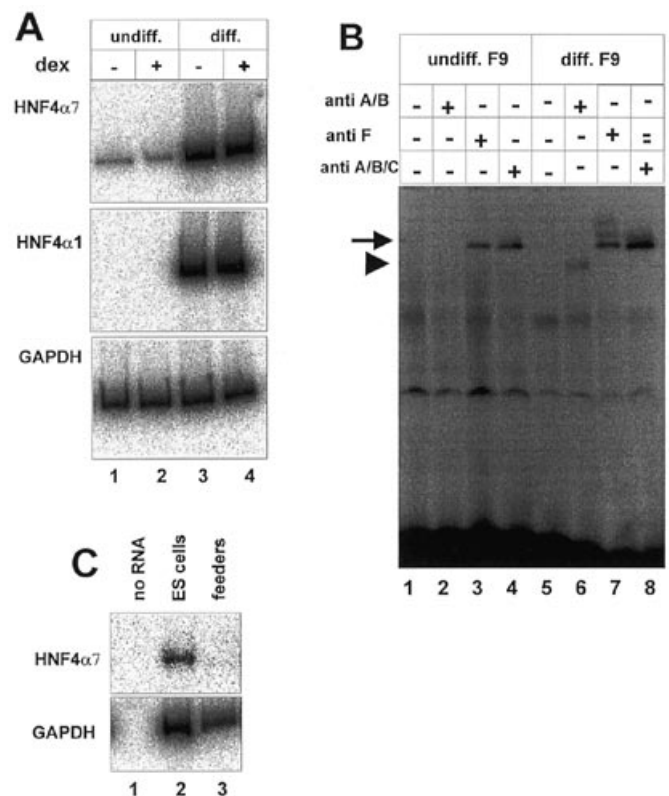 A
undiff. diff.
dex - + - +
HNF4α7
HNF4α1
GAPDH
1 2 3 4
B
undiff. F9 diff. F9
anti A/B - + - - - + - -
anti F - - + - - - + =
anti A/B/C - - - + - - - +
1 2 3 4 5 6 7 8
C
no RNA ES cells feeders
HNF4α7
GAPDH
1 2 3